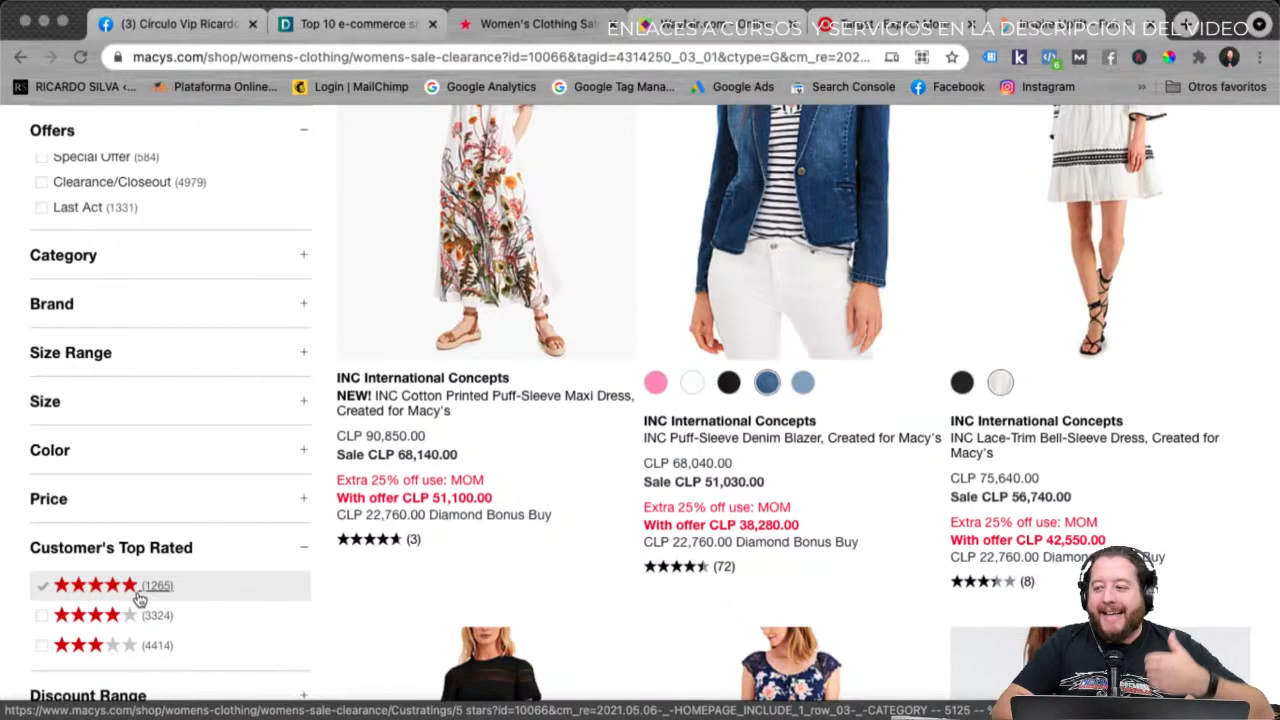 (3) Círculo Vip Ricardo
Top 10 e-commerce si
Women's Clothing Sa
ENLACES A CURSOS Y SERVICIOS EN LA DESCRIPCIÓN DEL VIDEO
macys.com/shop/womens-clothing/womens-sale-clearance?id=10066&tagid=4314250_03_01&ctype=G&cm_re=202...
RICARDO SILVA <...
Plataforma Online...
Login | MailChimp
Google Analytics
Google Tag Mana...
Google Ads
Search Console
Facebook
Instagram
»
Otros favoritos
Offers
Special Offer (584)
Clearance/Closeout (4979)
Last Act (1331)
Category
Brand
Size Range
Size
Color
Price
Customer's Top Rated
(1265)
(3324)
(4414)
Discount Range
INC International Concepts
NEW! INC Cotton Printed Puff-Sleeve Maxi Dress,
Created for Macy's
CLP 90,850.00
Sale CLP 68,140.00
Extra 25% off use: MOM
With offer CLP 51,100.00
CLP 22,760.00 Diamond Bonus Buy
(3)
INC International Concepts
INC Puff-Sleeve Denim Blazer, Created for Macy's
CLP 68,040.00
Sale CLP 51,030.00
Extra 25% off use: MOM
With offer CLP 38,280.00
CLP 22,760.00 Diamond Bonus Buy
(72)
INC International Concepts
INC Lace-Trim Bell-Sleeve Dress, Created for
Macy's
CLP 75,640.00
Sale CLP 56,740.00
Extra 25% off use: MOM
With offer CLP 42,550.00
CLP 22,760.00 Buy
(8)
https://www.macys.com/shop/womens-clothing/womens-sale-clearance/Custratings/5 stars?id=10066&cm_re=2021.05.06-_-HOMEPAGE_INCLUDE_1_row_03-_-CATEGORY -- 5125 --